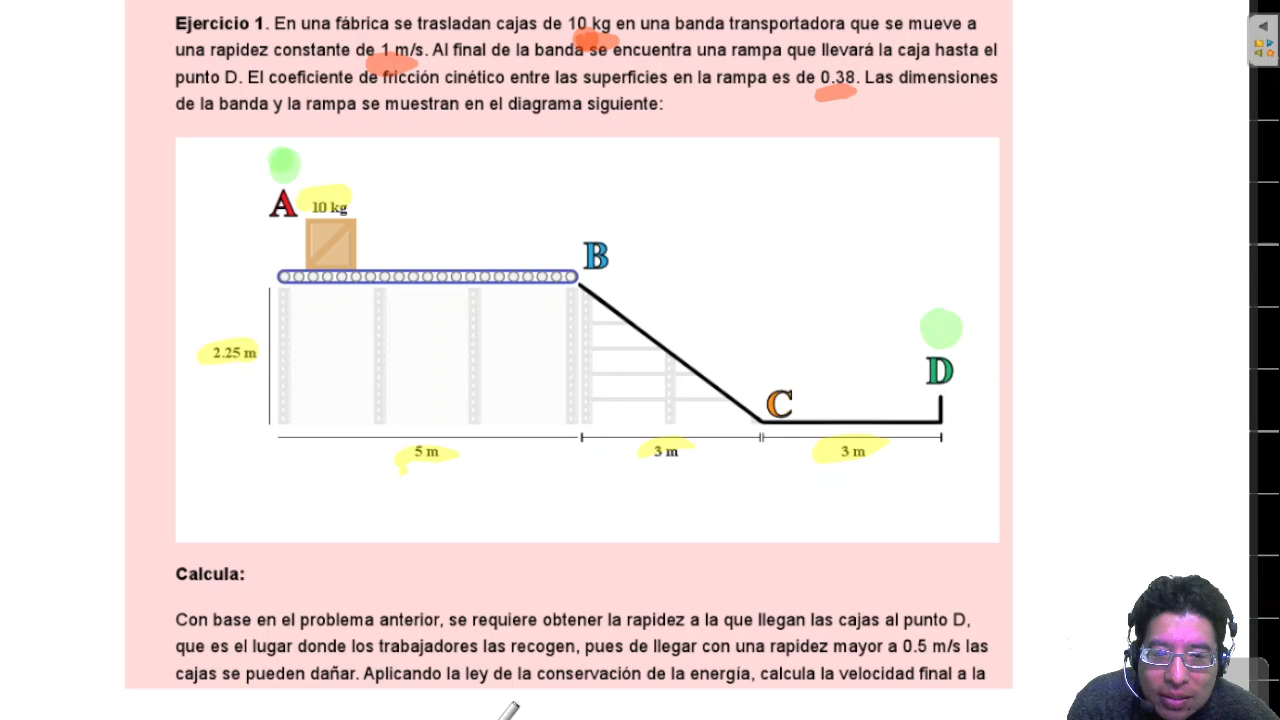 Ejercicio 1. En una fábrica se trasladan cajas de 10 kg en una banda transportadora que se mueve a
una rapidez constante de 1 m/s. Al final de la banda se encuentra una rampa que llevará la caja hasta el
punto D. El coeficiente de fricción cinético entre las superficies en la rampa es de 0.38. Las dimensiones
de la banda y la rampa se muestran en el diagrama siguiente:
A
10 kg
B
2.25 m
D
C
5 m
3 m
3 m
Calcula:
Con base en el problema anterior, se requiere obtener la rapidez a la que llegan las cajas al punto D,
que es el lugar donde los trabajadores las recogen, pues de llegar con una rapidez mayor a 0.5 m/s las
cajas se pueden dañar. Aplicando la ley de la conservación de la energía, calcula la velocidad final a la